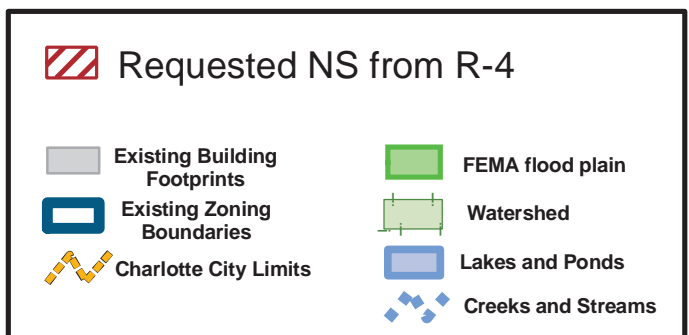 Requested NS from R-4
Existing Building
Footprints
Existing Zoning
Boundaries
Charlotte City Limits
FEMA flood plain
Watershed
Lakes and Ponds
Creeks and Streams